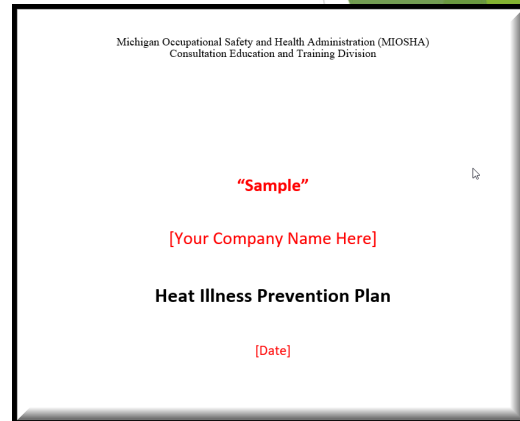 Michigan Occupational Safety and Health Administration (MIOSHA)
Consultation Education and Training Division
“Sample”
[Your Company Name Here]
Heat Illness Prevention Plan
[Date]